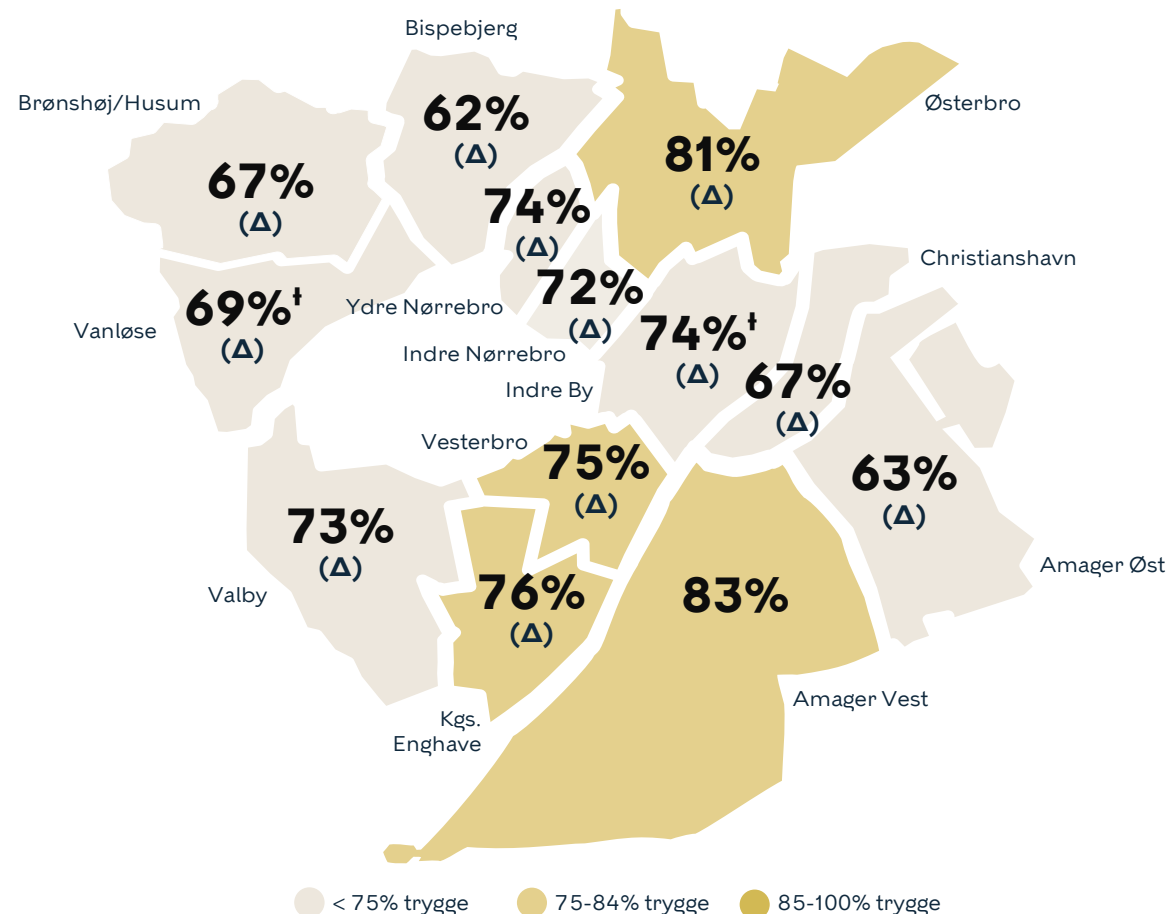 Bispebjerg
Brønshøj/Husum
Østerbro
62%
(Δ)
81%
(Δ)
67%
(Δ)
74%
(Δ)
Christianshavn
72%
(Δ)
69%ƚ
(Δ)
Ydre Nørrebro
Vanløse
74%ƚ
(Δ)
Indre Nørrebro
67%
(Δ)
Indre By
Vesterbro
75%
(Δ)
63%
(Δ)
73%
(Δ)
Amager Øst
Valby
76%
(Δ)
83%
Amager Vest
Kgs.
Enghave
< 75% trygge
75-84% trygge
85-100% trygge